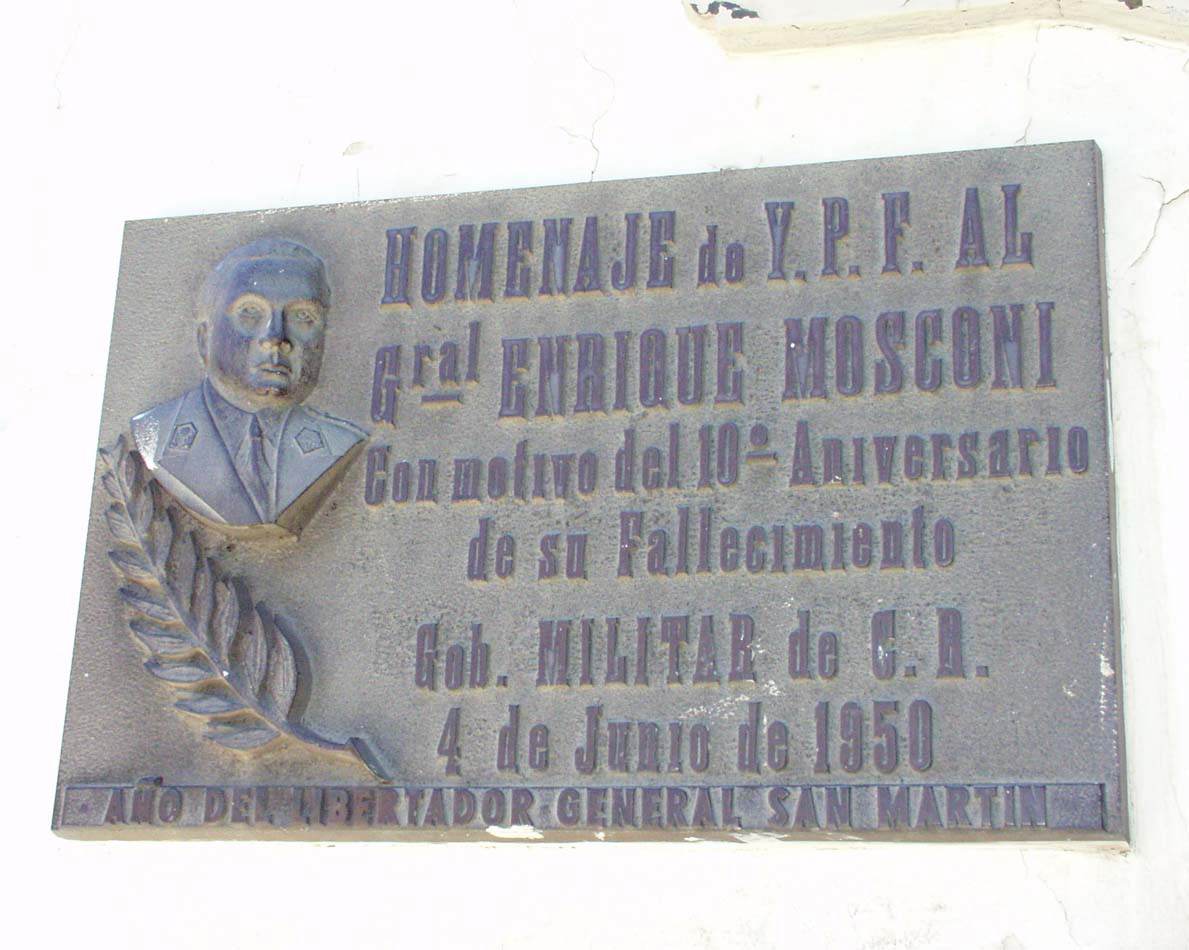 HOMENAJE de Y.P.F. AL
Gral ENRIQUE MOSCONI
Con motivo del 10º Aniversario
de su Fallecimiento
Gob. MILITAR de C.R.
4 de Junio de 1950
AÑO DEL LIBERTADOR GENERAL SAN MARTIN